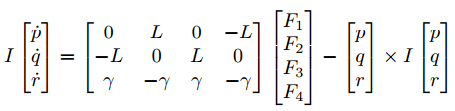 I [ṗ q̇ ṙ] = [0 L 0 −L; −L 0 L 0; γ −γ γ −γ] [F₁ F₂ F₃ F₄] − [p q r] × I [p q r]